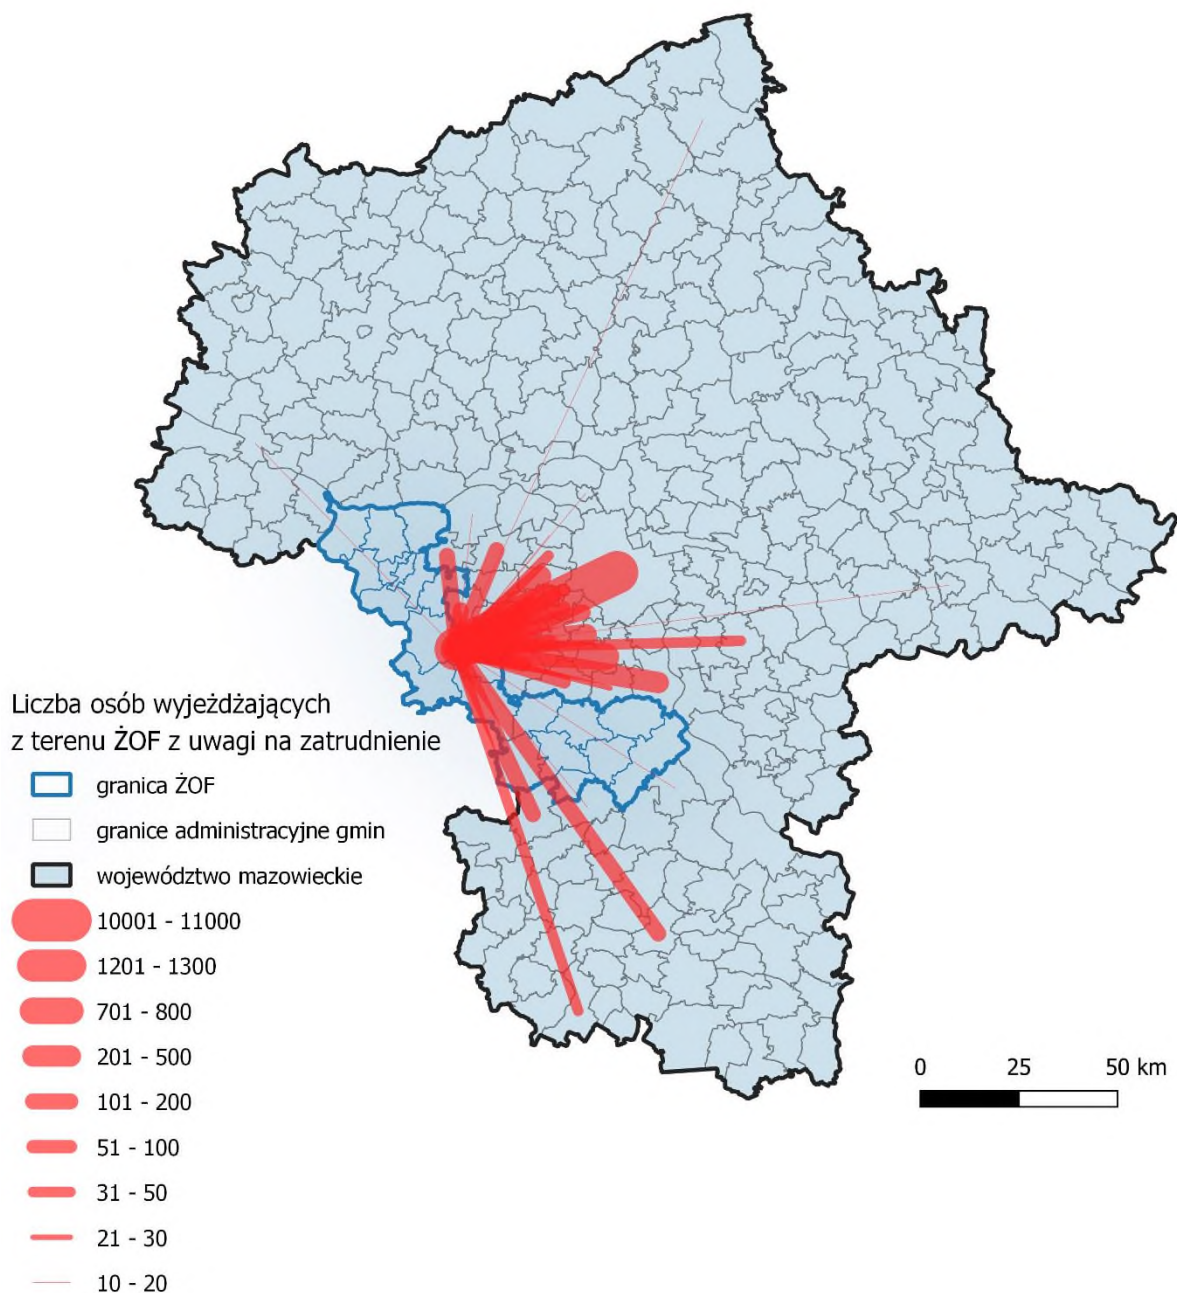 Liczba osób wyjeżdżających
z terenu ŻOF z uwagi na zatrudnienie
granica ŻOF
granice administracyjne gmin
województwo mazowieckie
10001 - 11000
1201 - 1300
701 - 800
201 - 500
101 - 200
51 - 100
31 - 50
21 - 30
10 - 20
0 25 50 km